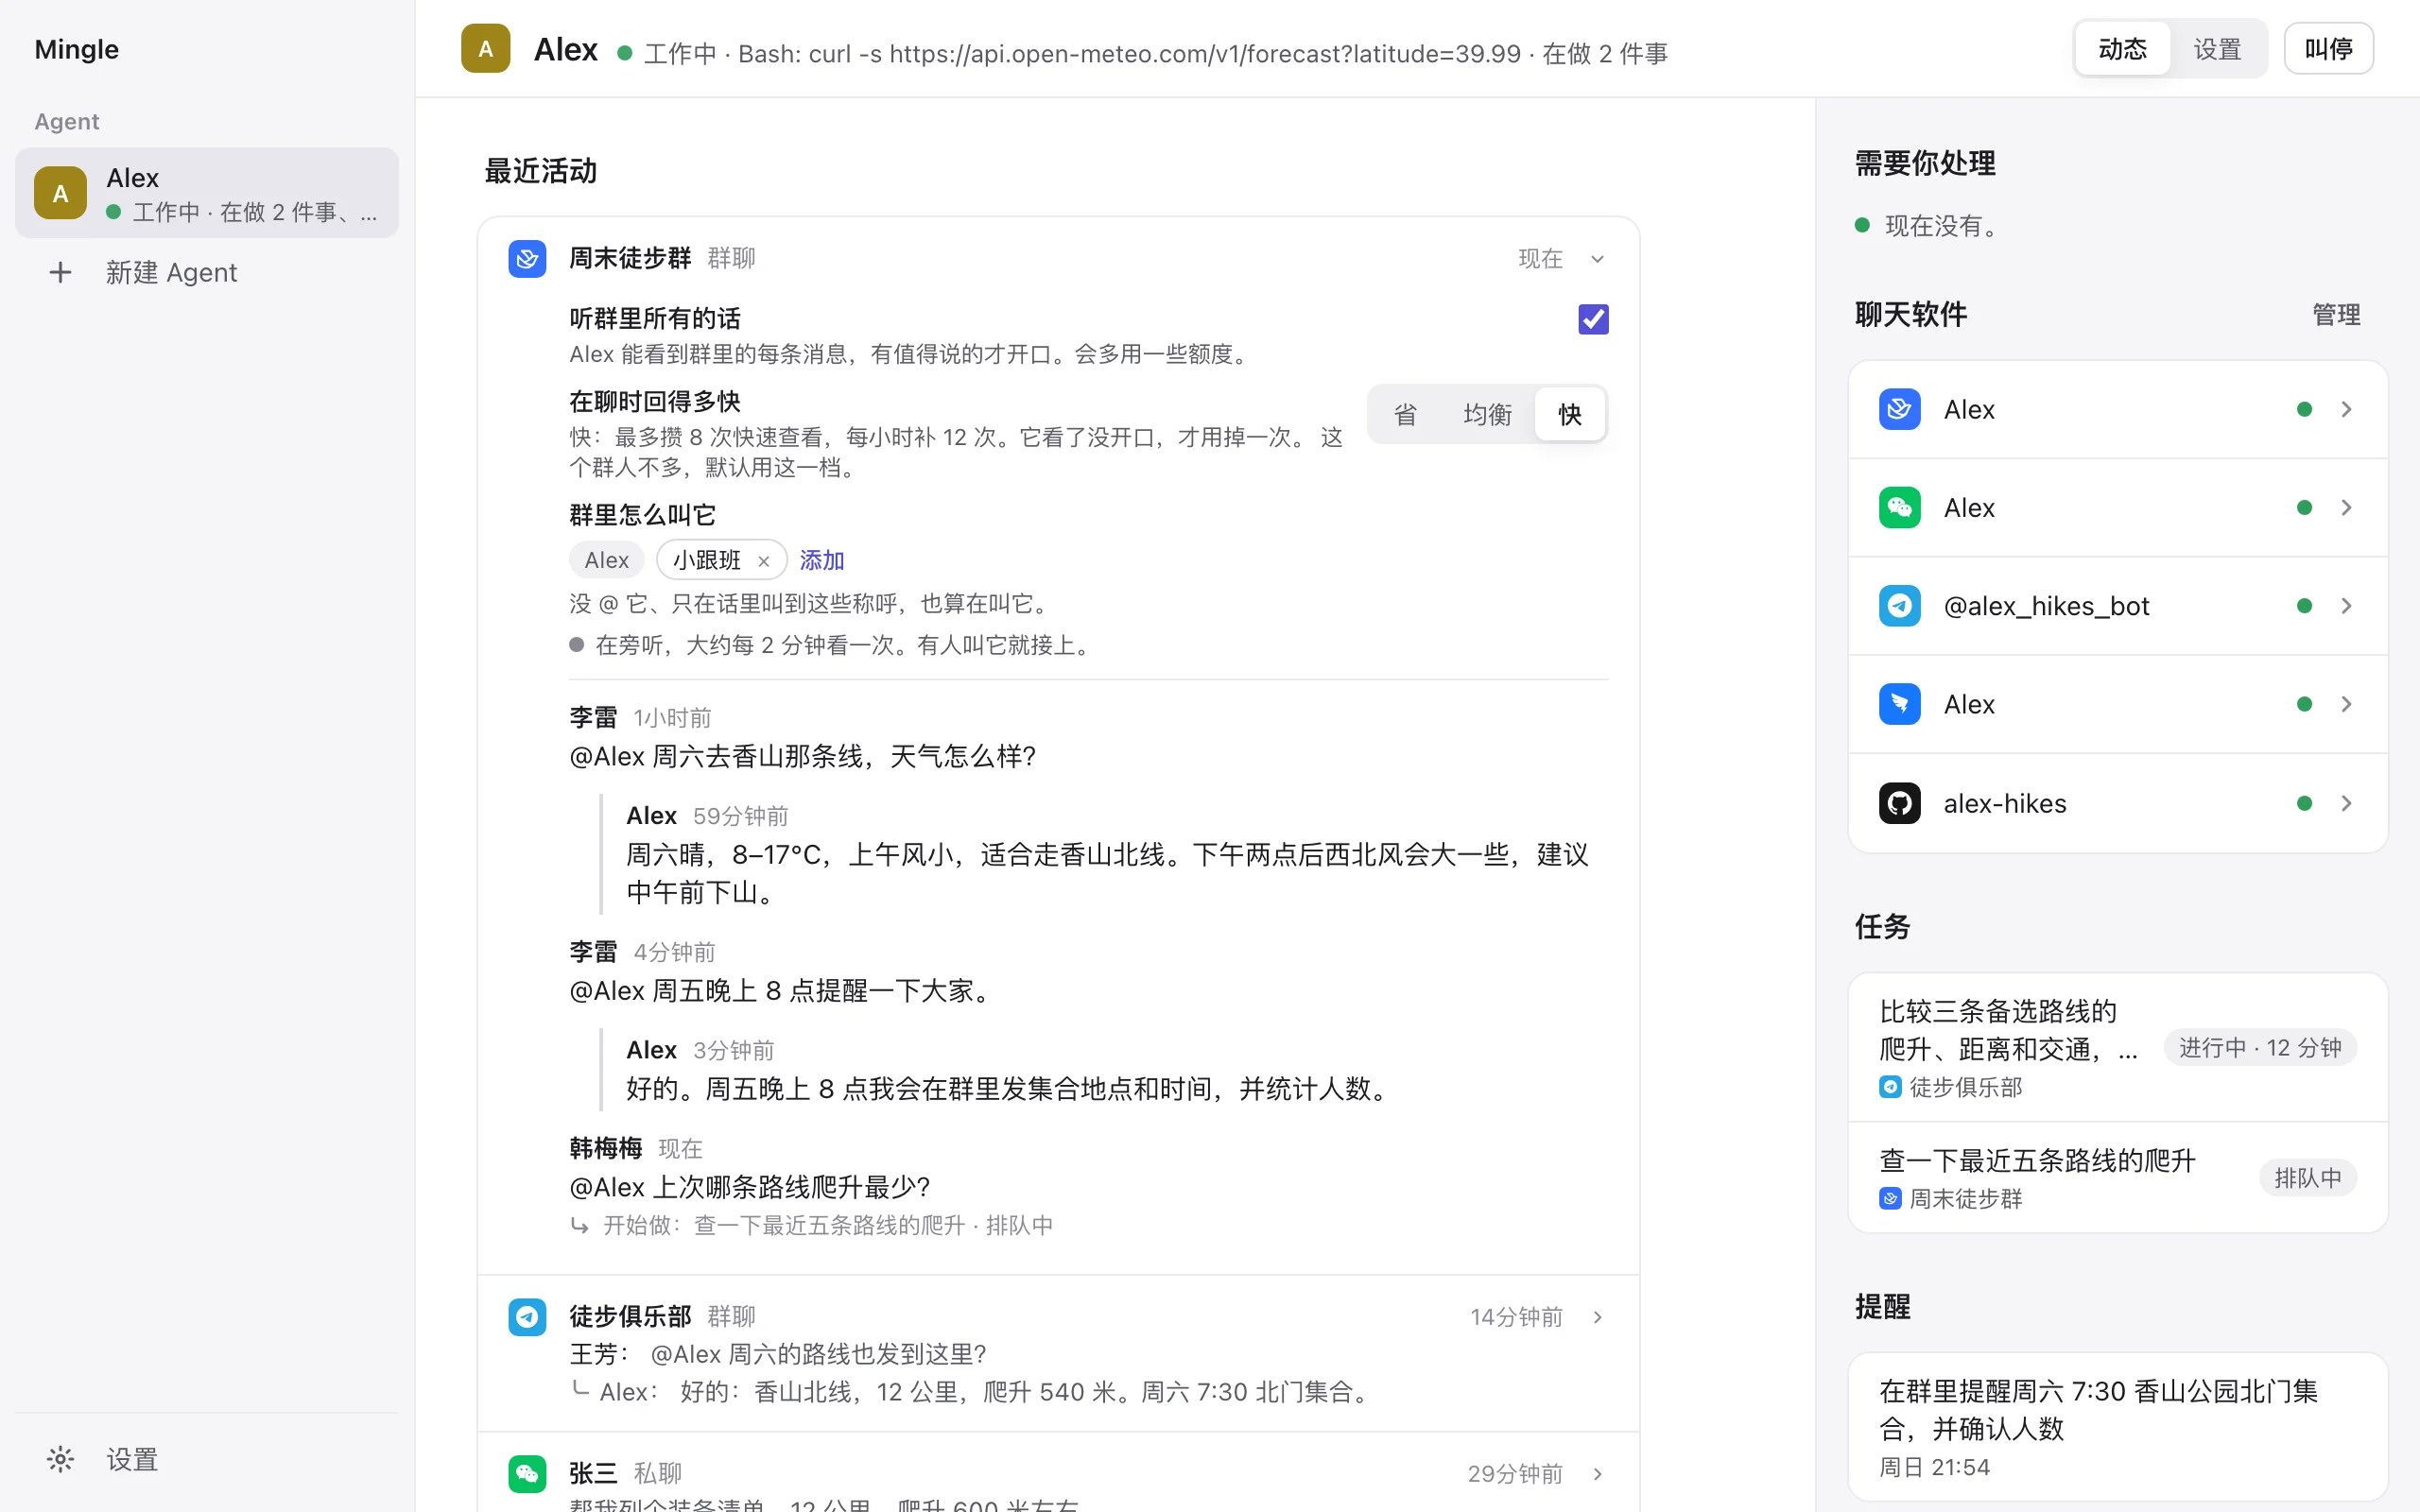 Mingle
Agent
A
Alex
工作中 · 在做 2 件事、...
新建 Agent
设置
A
Alex
工作中 · Bash: curl -s https://api.open-meteo.com/v1/forecast?latitude=39.99 · 在做 2 件事
动态
设置
叫停
最近活动
周末徒步群 群聊
现在
听群里所有的话
Alex 能看到群里的每条消息，有值得说的才开口。会多用一些额度。
在聊时回得多快
快：最多攒 8 次快速查看，每小时补 12 次。它看了没开口，才用掉一次。 这
个群人不多，默认用这一档。
省
均衡
快
群里怎么叫它
Alex
小跟班 ×
添加
没 @ 它、只在话里叫到这些称呼，也算在叫它。
在旁听，大约每 2 分钟看一次。有人叫它就接上。
李雷 1小时前
@Alex 周六去香山那条线，天气怎么样?
Alex 59分钟前
周六晴，8–17°C，上午风小，适合走香山北线。下午两点后西北风会大一些，建议
中午前下山。
李雷 4分钟前
@Alex 周五晚上 8 点提醒一下大家。
Alex 3分钟前
好的。周五晚上 8 点我会在群里发集合地点和时间，并统计人数。
韩梅梅 现在
@Alex 上次哪条路线爬升最少?
开始做：查一下最近五条路线的爬升 · 排队中
徒步俱乐部 群聊
14分钟前
王芳： @Alex 周六的路线也发到这里?
Alex： 好的：香山北线，12 公里，爬升 540 米。周六 7:30 北门集合。
张三 私聊
29分钟前
帮我列个装备清单，12 公里，爬升 600 米左右
需要你处理
现在没有。
聊天软件
管理
Alex
Alex
@alex_hikes_bot
Alex
alex-hikes
任务
比较三条备选路线的
爬升、距离和交通，...
进行中 · 12 分钟
徒步俱乐部
查一下最近五条路线的爬升
排队中
周末徒步群
提醒
在群里提醒周六 7:30 香山公园北门集
合，并确认人数
周日 21:54